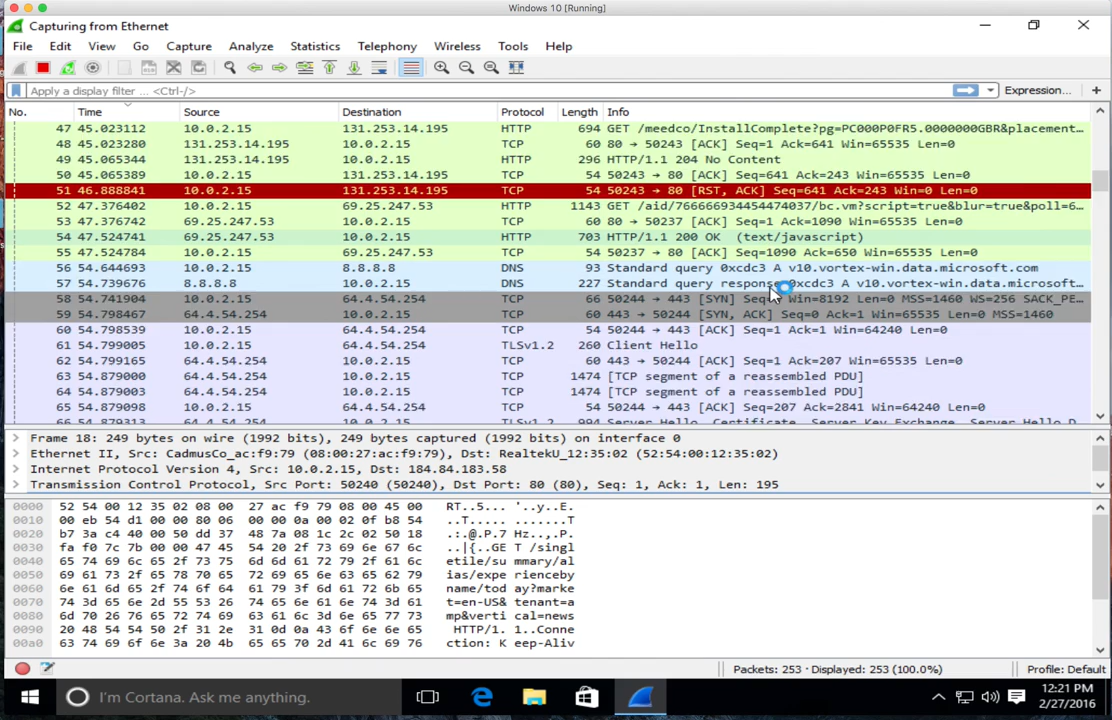 Windows 10 [Running]
Capturing from Ethernet
File Edit View Go Capture Analyze Statistics Telephony Wireless Tools Help
Apply a display filter ... <Ctrl-/> Expression... +
No. Time Source Destination Protocol Length Info
47 45.023112 10.0.2.15 131.253.14.195 HTTP 694 GET /meedco/InstallComplete?pg=PC000P0FR5.0000000GBR&placement…
48 45.023280 131.253.14.195 10.0.2.15 TCP 60 80 → 50243 [ACK] Seq=1 Ack=641 Win=65535 Len=0
49 45.065344 131.253.14.195 10.0.2.15 HTTP 296 HTTP/1.1 204 No Content
50 45.065389 10.0.2.15 131.253.14.195 TCP 54 50243 → 80 [ACK] Seq=641 Ack=243 Win=65535 Len=0
51 46.888841 10.0.2.15 131.253.14.195 TCP 54 50243 → 80 [RST, ACK] Seq=641 Ack=243 Win=0 Len=0
52 47.376402 10.0.2.15 69.25.247.53 HTTP 1143 GET /aid/766666934454474037/bc.vm?script=true&blur=true&poll=6…
53 47.376742 69.25.247.53 10.0.2.15 TCP 60 80 → 50237 [ACK] Seq=1 Ack=1090 Win=65535 Len=0
54 47.524741 69.25.247.53 10.0.2.15 HTTP 703 HTTP/1.1 200 OK (text/javascript)
55 47.524784 10.0.2.15 69.25.247.53 TCP 54 50237 → 80 [ACK] Seq=1090 Ack=650 Win=65535 Len=0
56 54.644693 10.0.2.15 8.8.8.8 DNS 93 Standard query 0xcdc3 A v10.vortex-win.data.microsoft.com
57 54.739676 8.8.8.8 10.0.2.15 DNS 227 Standard query response 0xcdc3 A v10.vortex-win.data.microsoft…
58 54.741904 10.0.2.15 64.4.54.254 TCP 66 50244 → 443 [SYN] Seq=0 Win=8192 Len=0 MSS=1460 WS=256 SACK_PE…
59 54.798467 64.4.54.254 10.0.2.15 TCP 60 443 → 50244 [SYN, ACK] Seq=0 Ack=1 Win=65535 Len=0 MSS=1460
60 54.798539 10.0.2.15 64.4.54.254 TCP 54 50244 → 443 [ACK] Seq=1 Ack=1 Win=64240 Len=0
61 54.799005 10.0.2.15 64.4.54.254 TLSv1.2 260 Client Hello
62 54.799165 64.4.54.254 10.0.2.15 TCP 60 443 → 50244 [ACK] Seq=1 Ack=207 Win=65535 Len=0
63 54.879000 64.4.54.254 10.0.2.15 TCP 1474 [TCP segment of a reassembled PDU]
64 54.879003 64.4.54.254 10.0.2.15 TCP 1474 [TCP segment of a reassembled PDU]
65 54.879098 10.0.2.15 64.4.54.254 TCP 54 50244 → 443 [ACK] Seq=207 Ack=2841 Win=64240 Len=0
66 54.879313 64.4.54.254 10.0.2.15 TLSv1.2 994 Server Hello, Certificate, Server Key Exchange, Server Hello D…
Frame 18: 249 bytes on wire (1992 bits), 249 bytes captured (1992 bits) on interface 0
Ethernet II, Src: CadmusCo_ac:f9:79 (08:00:27:ac:f9:79), Dst: RealtekU_12:35:02 (52:54:00:12:35:02)
Internet Protocol Version 4, Src: 10.0.2.15, Dst: 184.84.183.58
Transmission Control Protocol, Src Port: 50240 (50240), Dst Port: 80 (80), Seq: 1, Ack: 1, Len: 195
0000 52 54 00 12 35 02 08 00 27 ac f9 79 08 00 45 00 RT..5... '..y..E.
0010 00 eb 54 d1 00 00 80 06 00 00 0a 00 02 0f b8 54 ..T..... .......T
0020 b7 3a c4 40 00 50 dd 37 48 7a 08 1c 2c 02 50 18 .:.@.P.7 Hz..,.P.
0030 fa f0 7c 7b 00 00 47 45 54 20 2f 73 69 6e 67 6c ..|{..GE T /singl
0040 65 74 69 6c 65 2f 73 75 6d 6d 61 72 79 2f 61 6c etile/su mmary/al
0050 69 61 73 2f 65 78 70 65 72 69 65 6e 63 65 62 79 ias/expe rienceby
0060 6e 61 6d 65 2f 74 6f 64 61 79 3f 6d 61 72 6b 65 name/tod ay?marke
0070 74 3d 65 6e 2d 55 53 26 74 65 6e 61 6e 74 3d 61 t=en-US& tenant=a
0080 6d 70 26 76 65 72 74 69 63 61 6c 3d 6e 65 77 73 mp&verti cal=news
0090 20 48 54 54 50 2f 31 2e 31 0d 0a 43 6f 6e 6e 65 HTTP/1. 1..Conne
00a0 63 74 69 6f 6e 3a 20 4b 65 65 70 2d 41 6c 69 76 ction: K eep-Aliv
Packets: 253 · Displayed: 253 (100.0%) Profile: Default
I'm Cortana. Ask me anything.
12:21 PM
2/27/2016